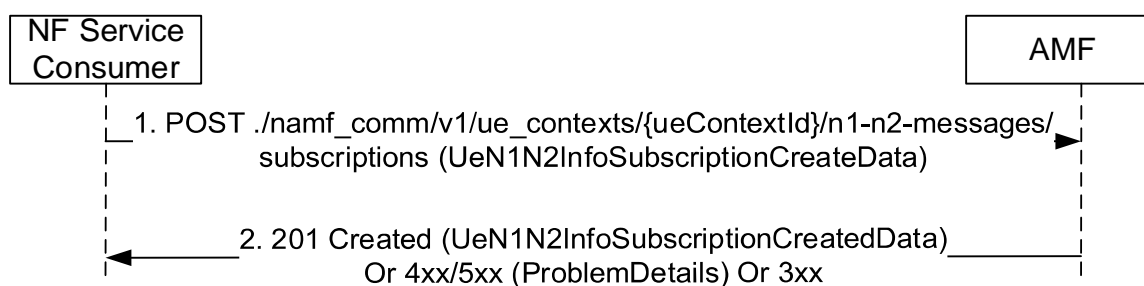 NF Service
Consumer
AMF
1. POST ./namf_comm/v1/ue_contexts/{ueContextId}/n1-n2-messages/
subscriptions (UeN1N2InfoSubscriptionCreateData)
2. 201 Created (UeN1N2InfoSubscriptionCreatedData)
Or 4xx/5xx (ProblemDetails) Or 3xx